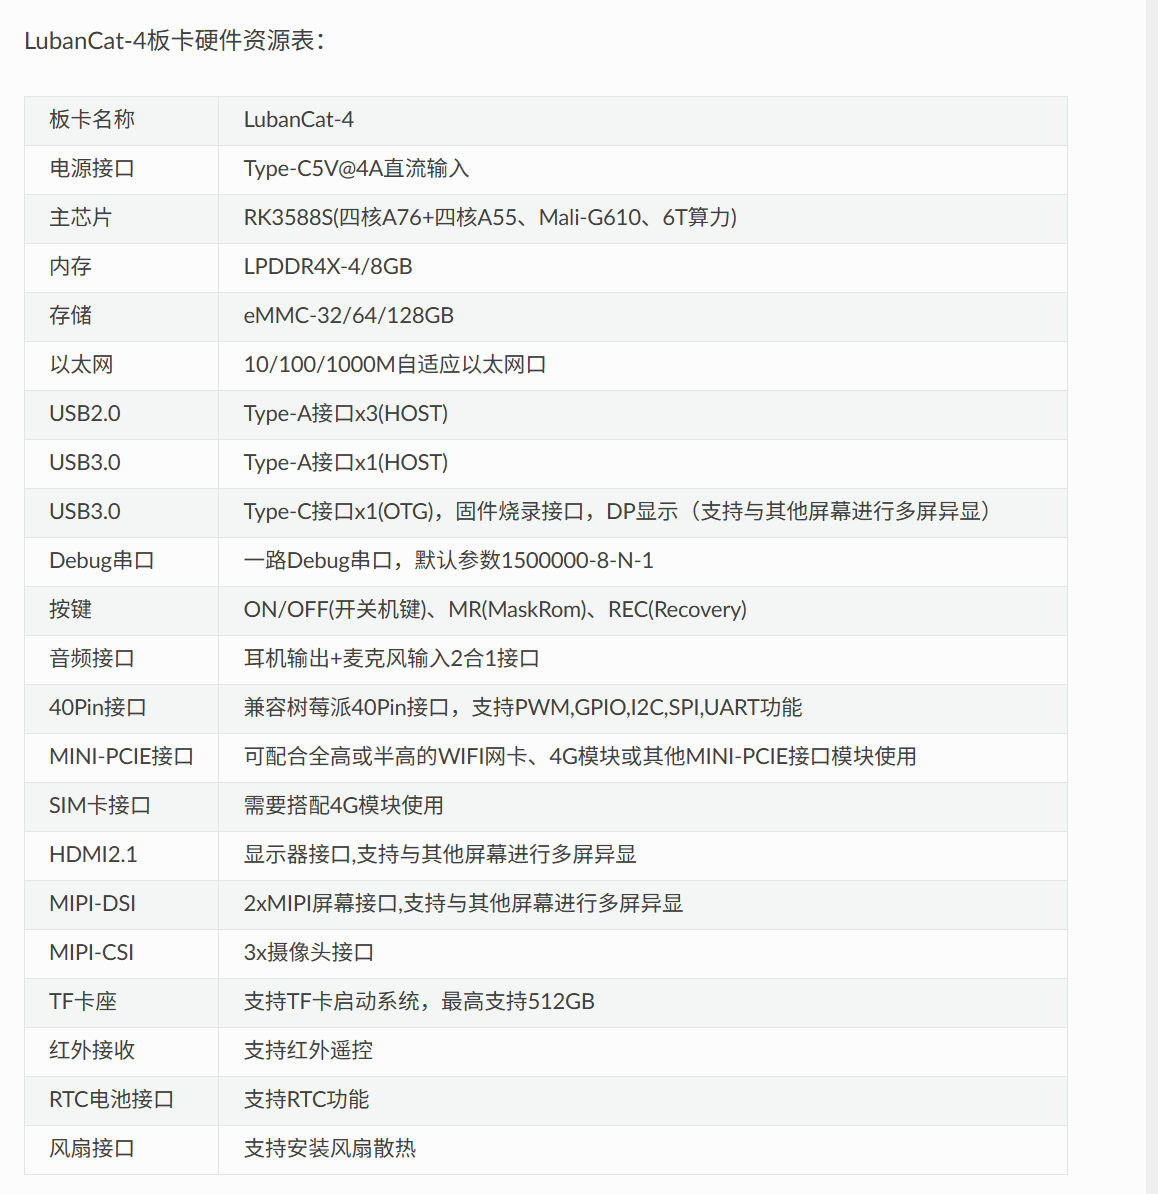 LubanCat-4板卡硬件资源表：
板卡名称 LubanCat-4
电源接口 Type-C5V@4A直流输入
主芯片 RK3588S(四核A76+四核A55、Mali-G610、6T算力)
内存 LPDDR4X-4/8GB
存储 eMMC-32/64/128GB
以太网 10/100/1000M自适应以太网口
USB2.0 Type-A接口x3(HOST)
USB3.0 Type-A接口x1(HOST)
USB3.0 Type-C接口x1(OTG)，固件烧录接口，DP显示（支持与其他屏幕进行多屏异显）
Debug串口 一路Debug串口，默认参数1500000-8-N-1
按键 ON/OFF(开关机键)、MR(MaskRom)、REC(Recovery)
音频接口 耳机输出+麦克风输入2合1接口
40Pin接口 兼容树莓派40Pin接口，支持PWM,GPIO,I2C,SPI,UART功能
MINI-PCIE接口 可配合全高或半高的WIFI网卡、4G模块或其他MINI-PCIE接口模块使用
SIM卡接口 需要搭配4G模块使用
HDMI2.1 显示器接口,支持与其他屏幕进行多屏异显
MIPI-DSI 2xMIPI屏幕接口,支持与其他屏幕进行多屏异显
MIPI-CSI 3x摄像头接口
TF卡座 支持TF卡启动系统，最高支持512GB
红外接收 支持红外遥控
RTC电池接口 支持RTC功能
风扇接口 支持安装风扇散热